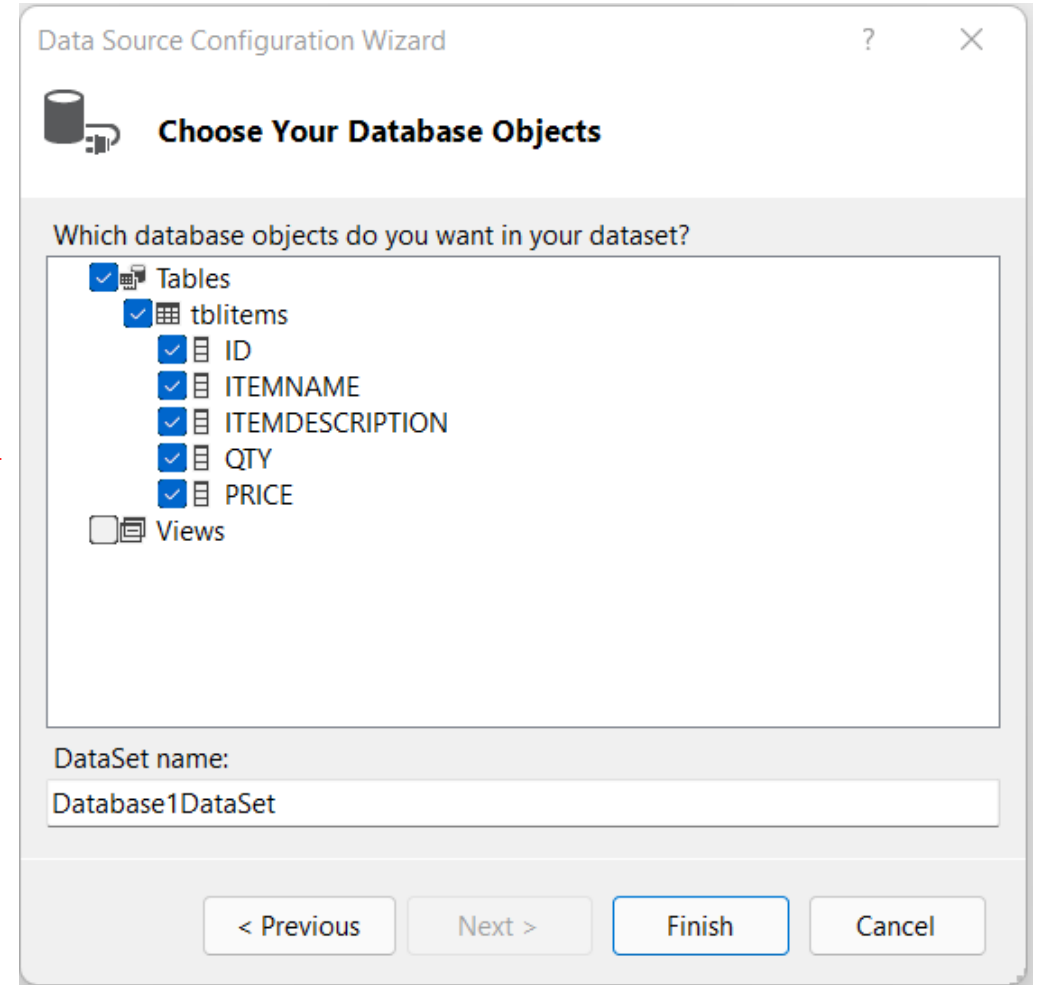 Data Source Configuration Wizard ?
Choose Your Database Objects
Which database objects do you want in your dataset?
Tables
tblitems
ID
ITEMNAME
ITEMDESCRIPTION
QTY
PRICE
Views
DataSet name:
Database1DataSet
< Previous Next > Finish Cancel